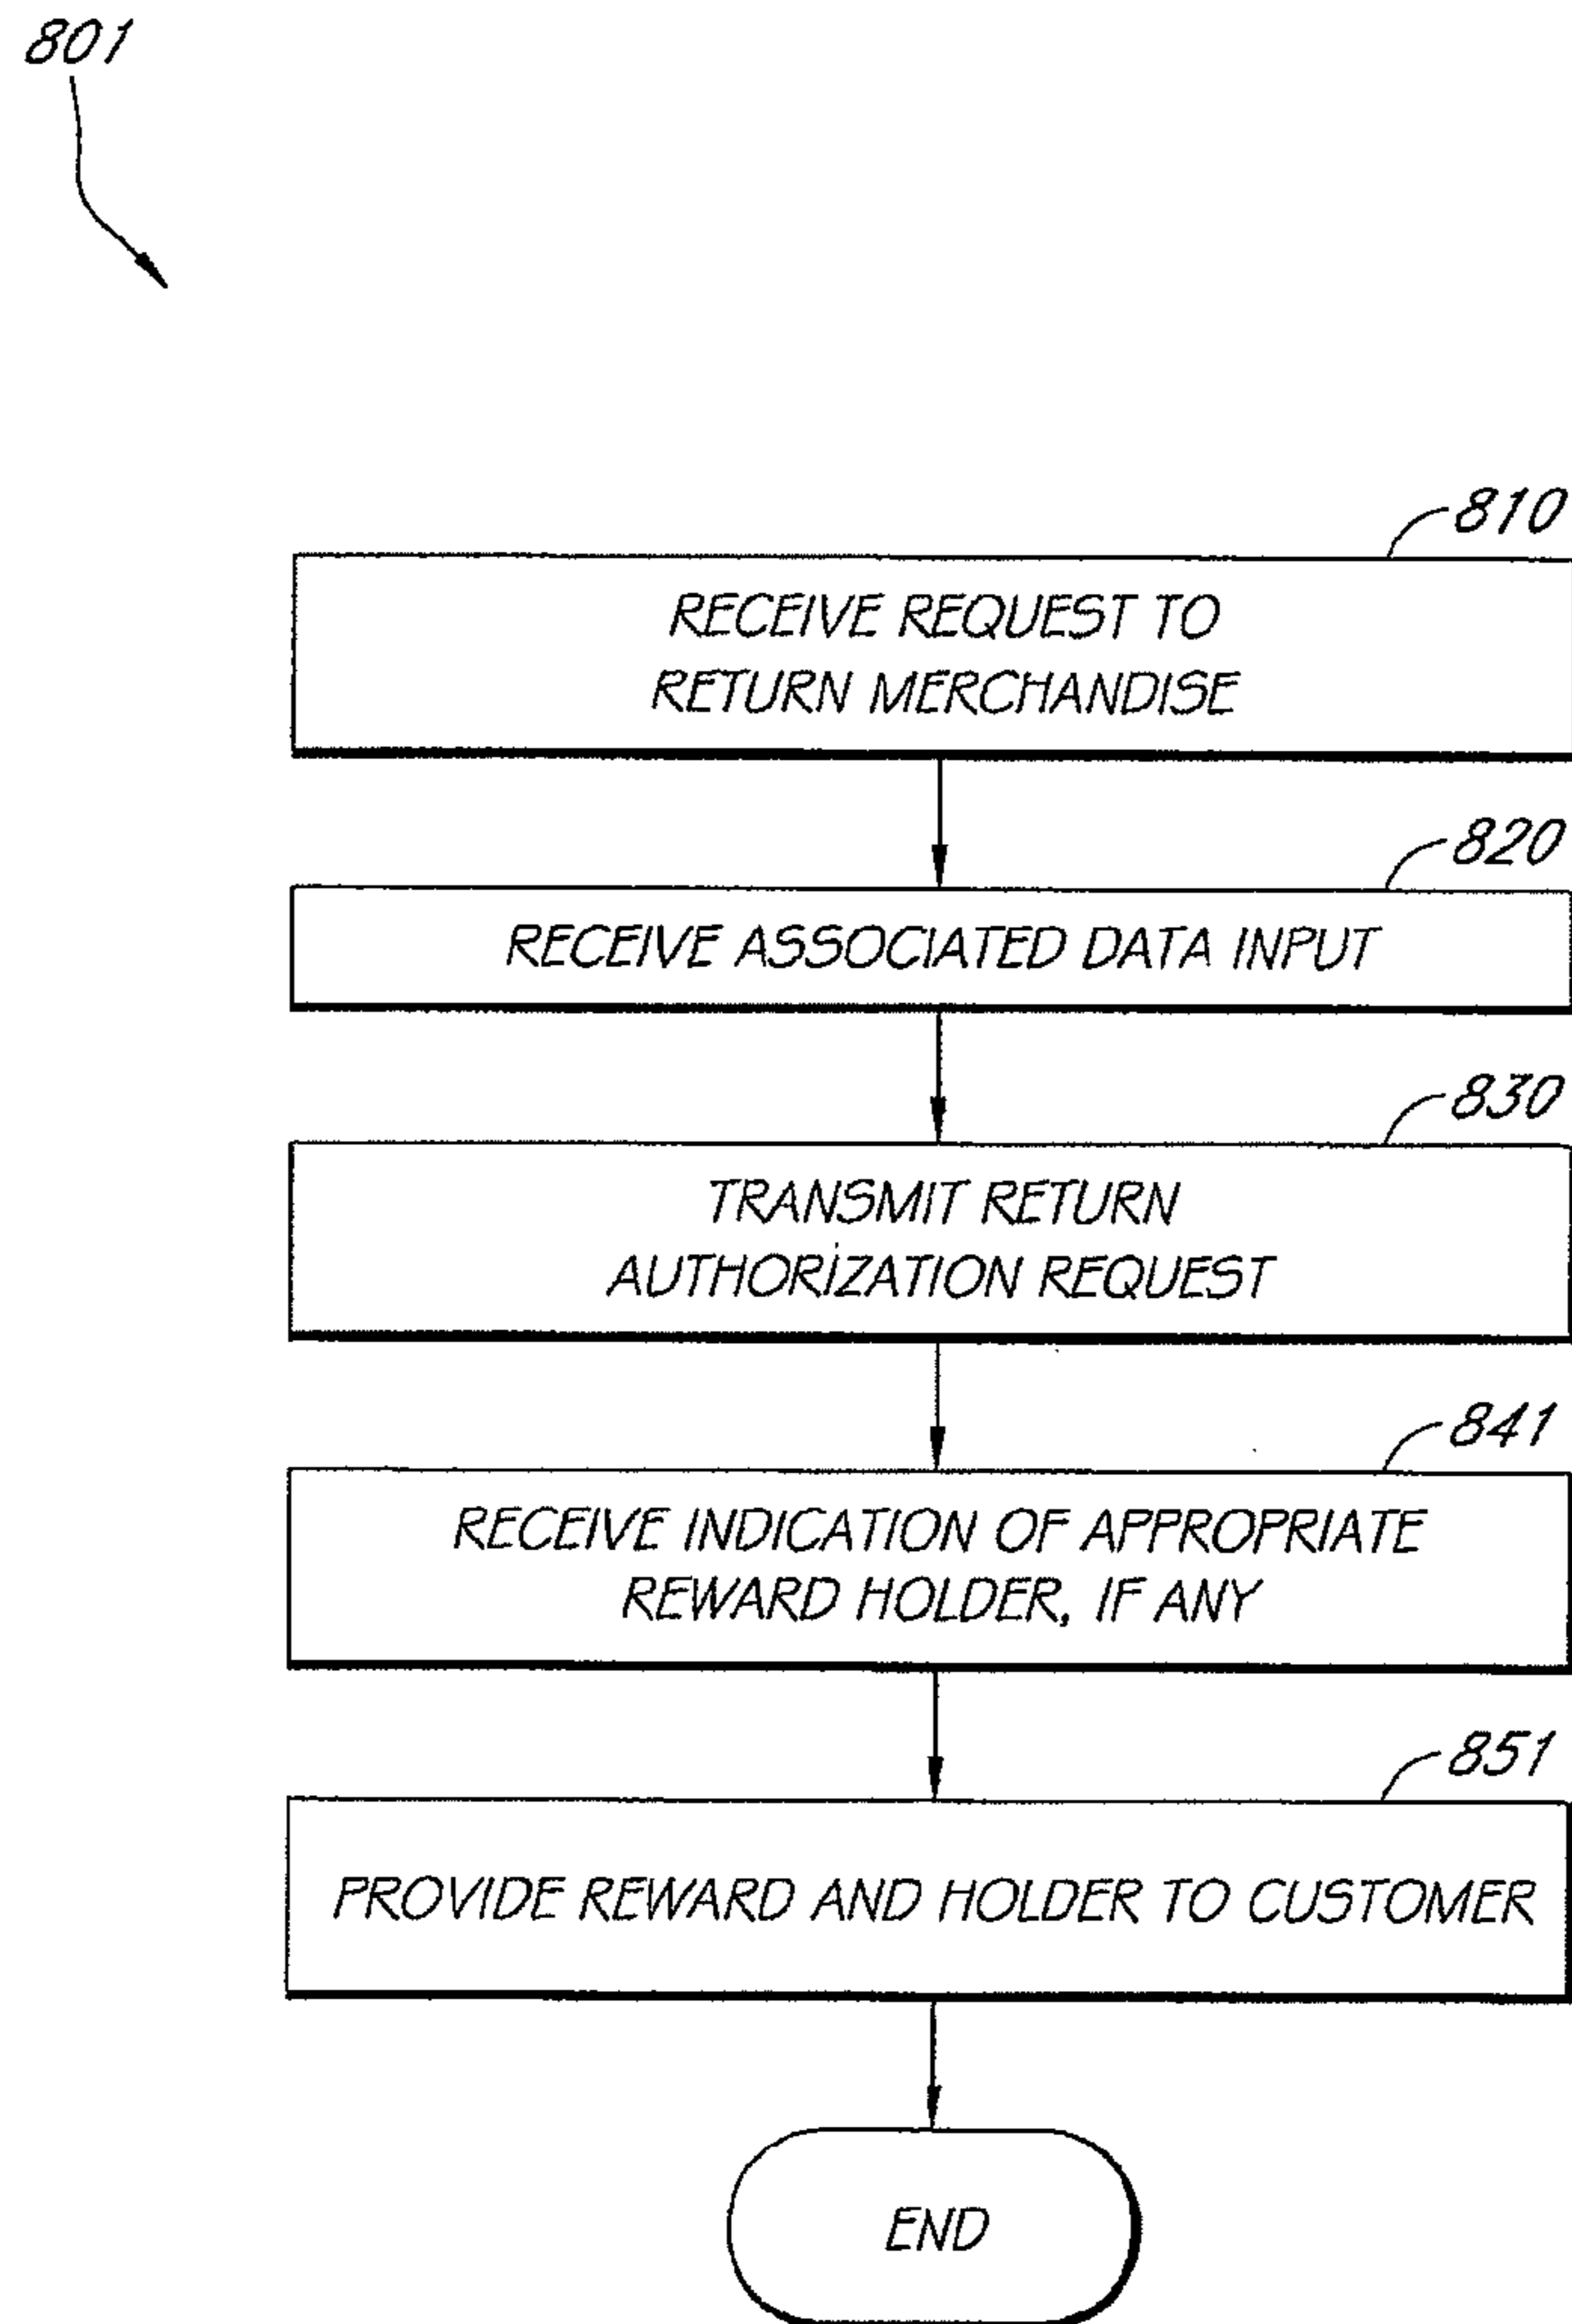 801
810
RECEIVE REQUEST TO
RETURN MERCHANDISE
820
RECEIVE ASSOCIATED DATA INPUT
830
TRANSMIT RETURN
AUTHORIZATION REQUEST
841
RECEIVE INDICATION OF APPROPRIATE
REWARD HOLDER, IF ANY
851
PROVIDE REWARD AND HOLDER TO CUSTOMER
END